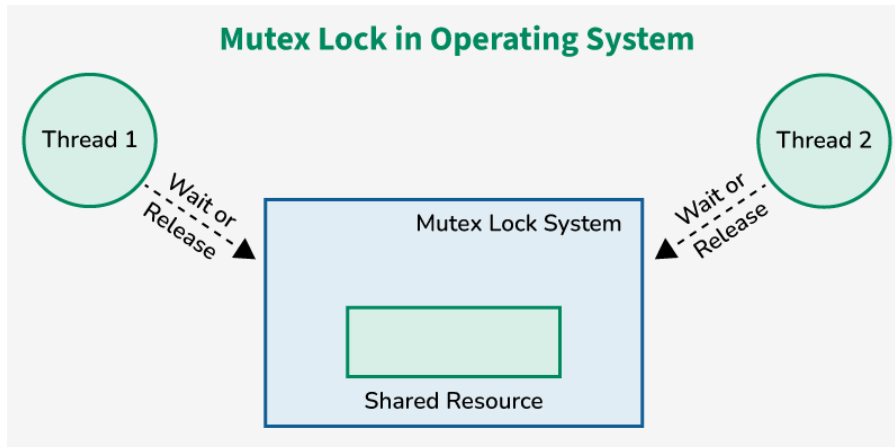 Mutex Lock in Operating System
Thread 1
Thread 2
Wait or
Release
Wait or
Release
Mutex Lock System
Shared Resource